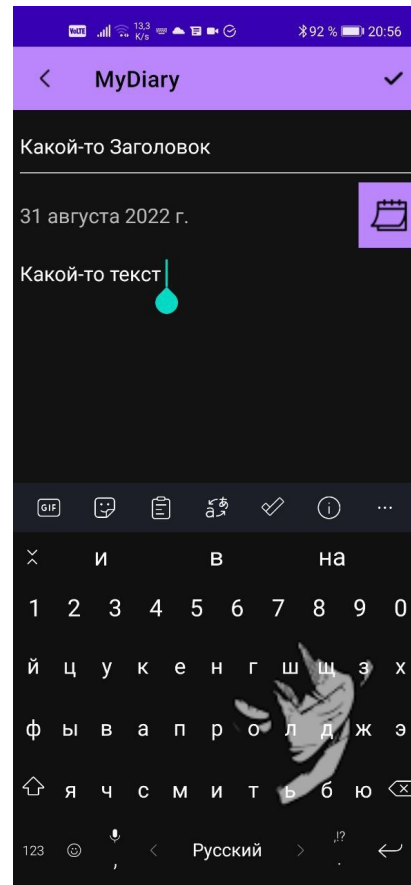 VoLTE 13,3 K/s 92 % 20:56
MyDiary
Какой-то Заголовок
31 августа 2022 г.
Какой-то текст
GIF
и в на
1 2 3 4 5 6 7 8 9 0
й ц у к е н г ш щ з х
ф ы в а п р о л д ж э
я ч с м и т ь б ю
123 , < Русский > ,!? .